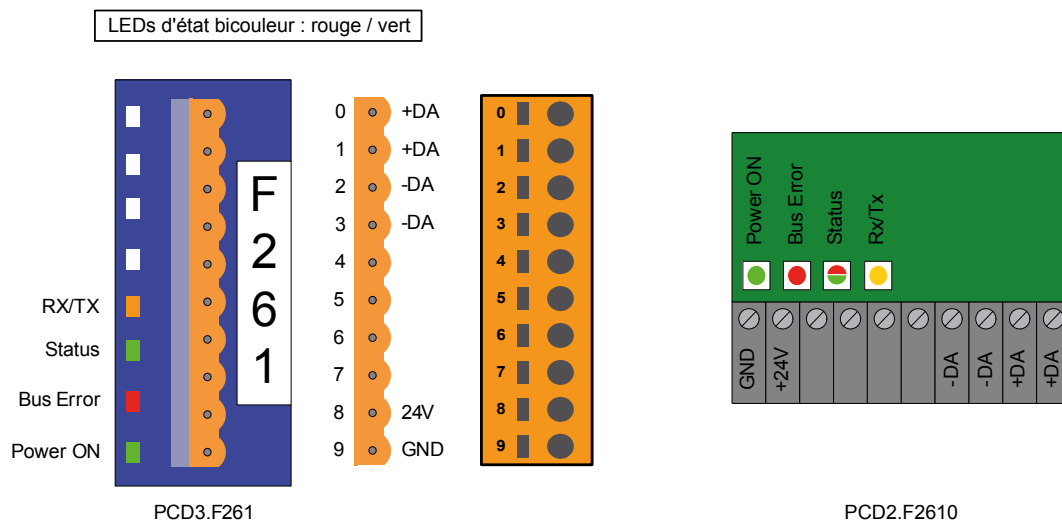 LEDs d'état bicouleur : rouge / vert
F
2
6
1
RX/TX
Status
Bus Error
Power ON
PCD3.F261
0 +DA
1 +DA
2 -DA
3 -DA
4
5
6
7
8 24V
9 GND
0
1
2
3
4
5
6
7
8
9
Power ON
Bus Error
Status
Rx/Tx
GND
+24V
-DA
-DA
+DA
+DA
PCD2.F2610